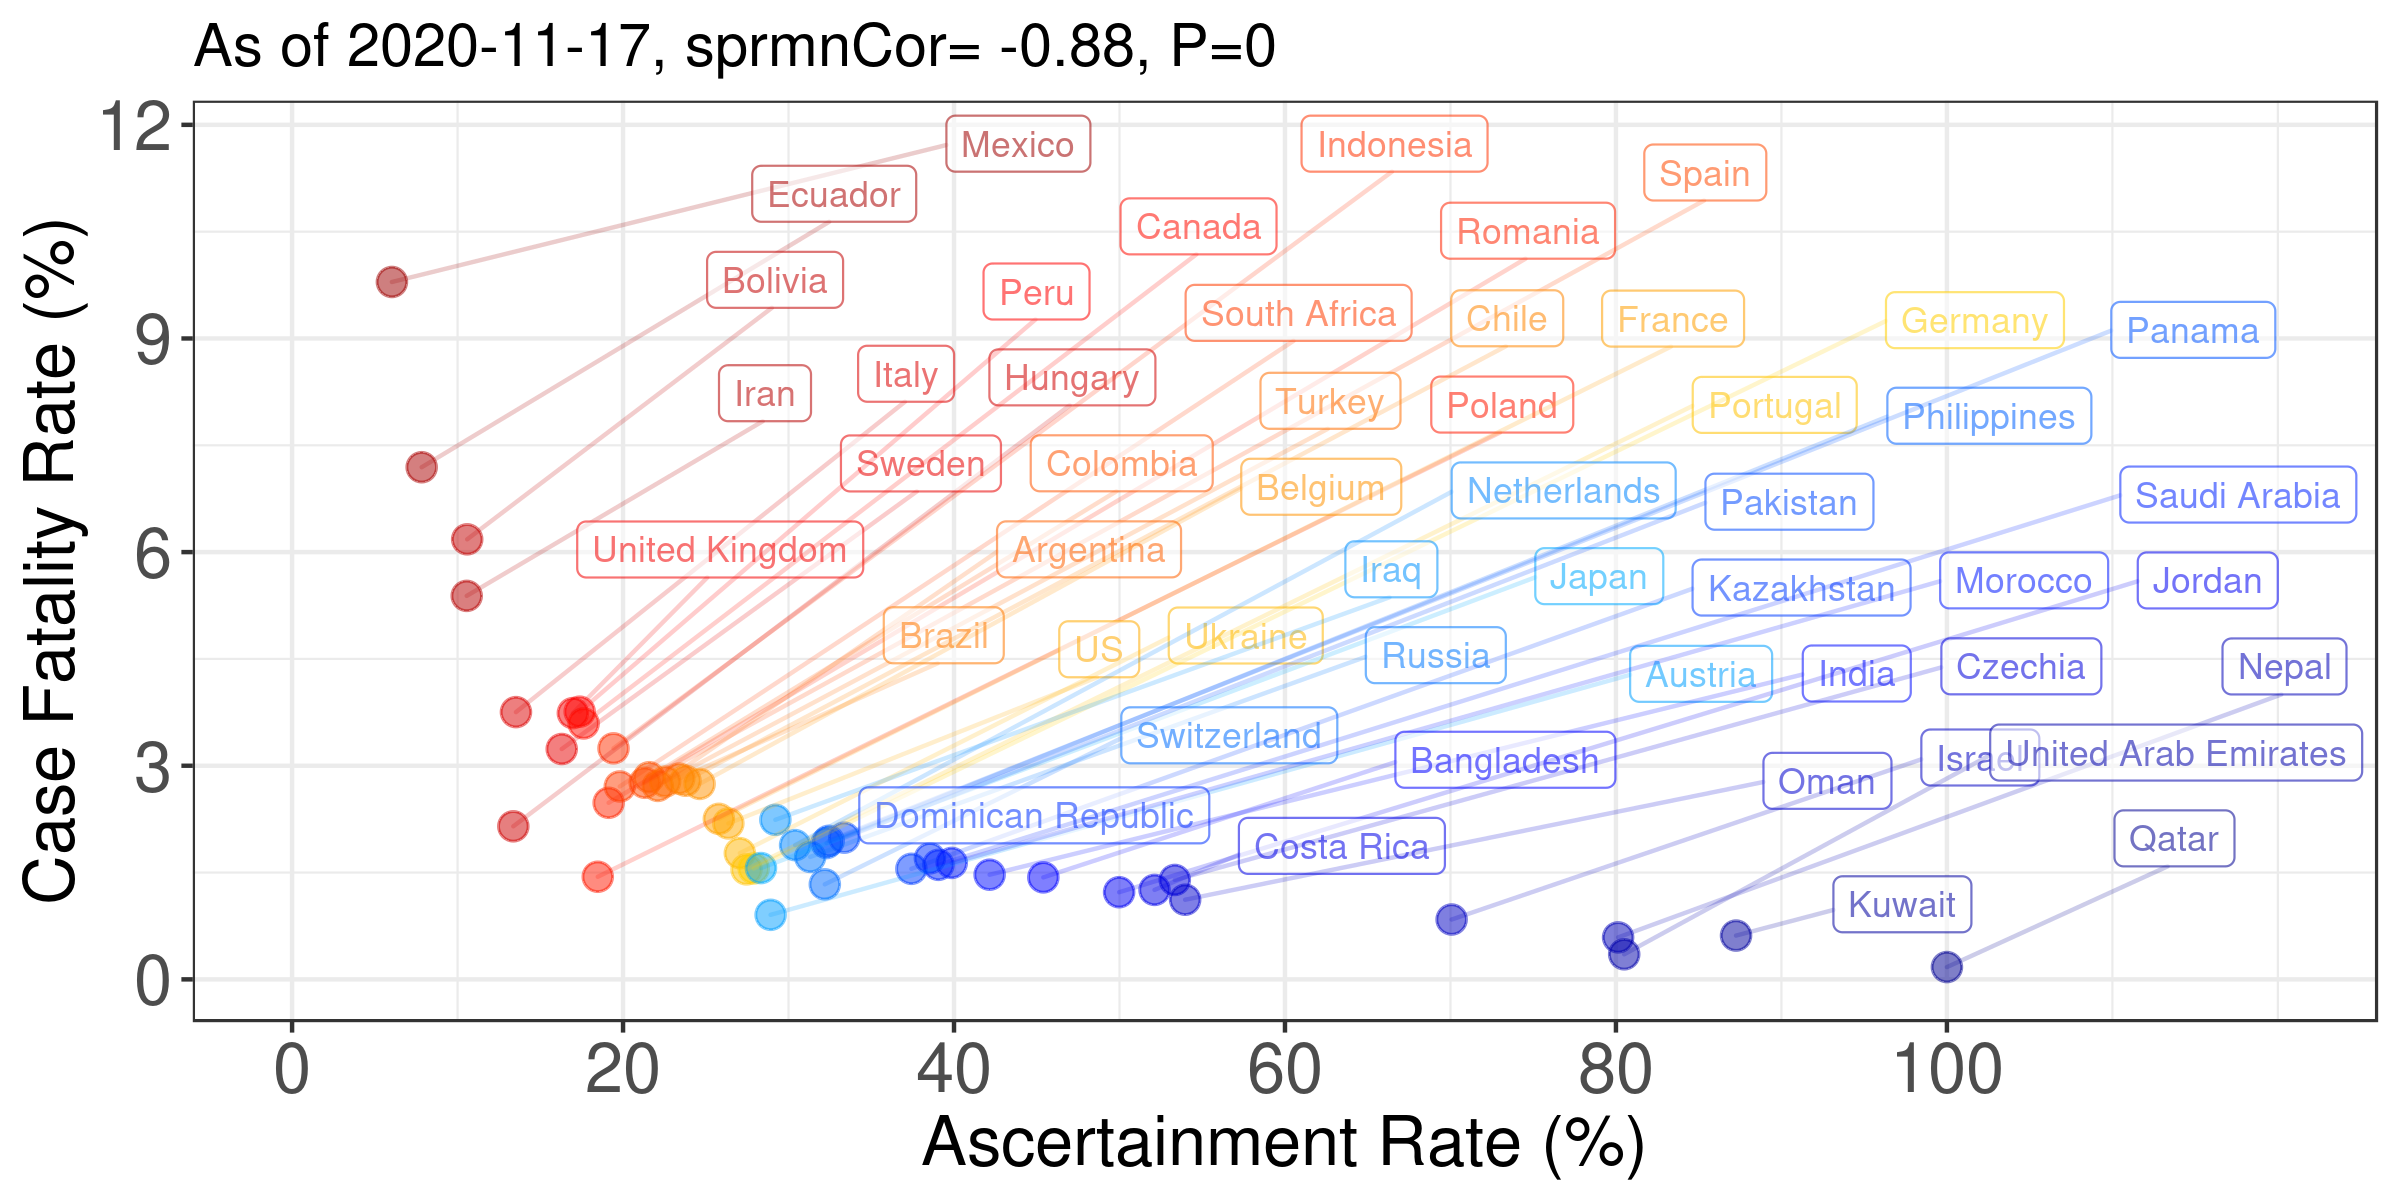 As of 2020-11-17, sprmnCor= -0.88, P=0
Case Fatality Rate (%)
12
9
6
3
0
Mexico
Indonesia
Spain
Ecuador
Canada
Romania
Bolivia
Peru
South Africa
Chile
France
Germany
Panama
Iran
Italy
Hungary
Turkey
Poland
Portugal
Philippines
Sweden
Colombia
Belgium
Netherlands
Pakistan
Saudi Arabia
United Kingdom
Argentina
Iraq
Japan
Kazakhstan
Morocco
Jordan
Brazil
US
Ukraine
Russia
Austria
India
Czechia
Nepal
Switzerland
Bangladesh
Oman
Israel
United Arab Emirates
Dominican Republic
Costa Rica
Qatar
Kuwait
0 20 40 60 80 100
Ascertainment Rate (%)